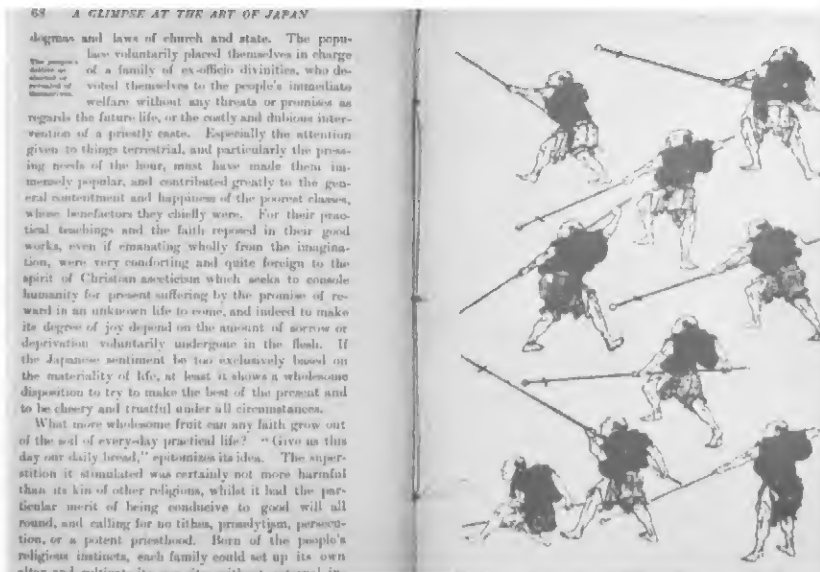 68 A GLIMPSE AT THE ART OF JAPAN
dogmas and laws of church and state. The popu-
lace voluntarily placed themselves in charge
of a family of ex-officio divinities, who de-
voted themselves to the people's immediate
welfare without any threats or promises as
The people's
deities as
themselves.
regards the future life, or the costly and dubious inter-
vention of a priestly caste. Especially the attention
given to things terrestrial, and particularly the press-
ing needs of the hour, must have made them im-
mensely popular, and contributed greatly to the gen-
eral contentment and happiness of the poorest classes,
whose benefactors they chiefly were. For their prac-
tical teachings and the faith reposed in their good
works, even if emanating wholly from the imagina-
tion, were very comforting and quite foreign to the
spirit of Christian asceticism which seeks to console
humanity for present suffering by the promise of re-
ward in an unknown life to come, and indeed to make
its degree of joy depend on the amount of sorrow or
deprivation voluntarily undergone in the flesh. If
the Japanese sentiment be too exclusively based on
the materiality of life, at least it shows a wholesome
disposition to try to make the best of the present and
to be cheery and trustful under all circumstances.
What more wholesome fruit can any faith grow out
of the soil of every-day practical life? "Give us this
day our daily bread," epitomizes its idea. The super-
stition it stimulated was certainly not more harmful
than its kin of other religions, whilst it had the par-
ticular merit of being conducive to good will all
round, and calling for no tithes, proselytism, persecu-
tion, or a potent priesthood. Born of the people's
religious instincts, each family could set up its own